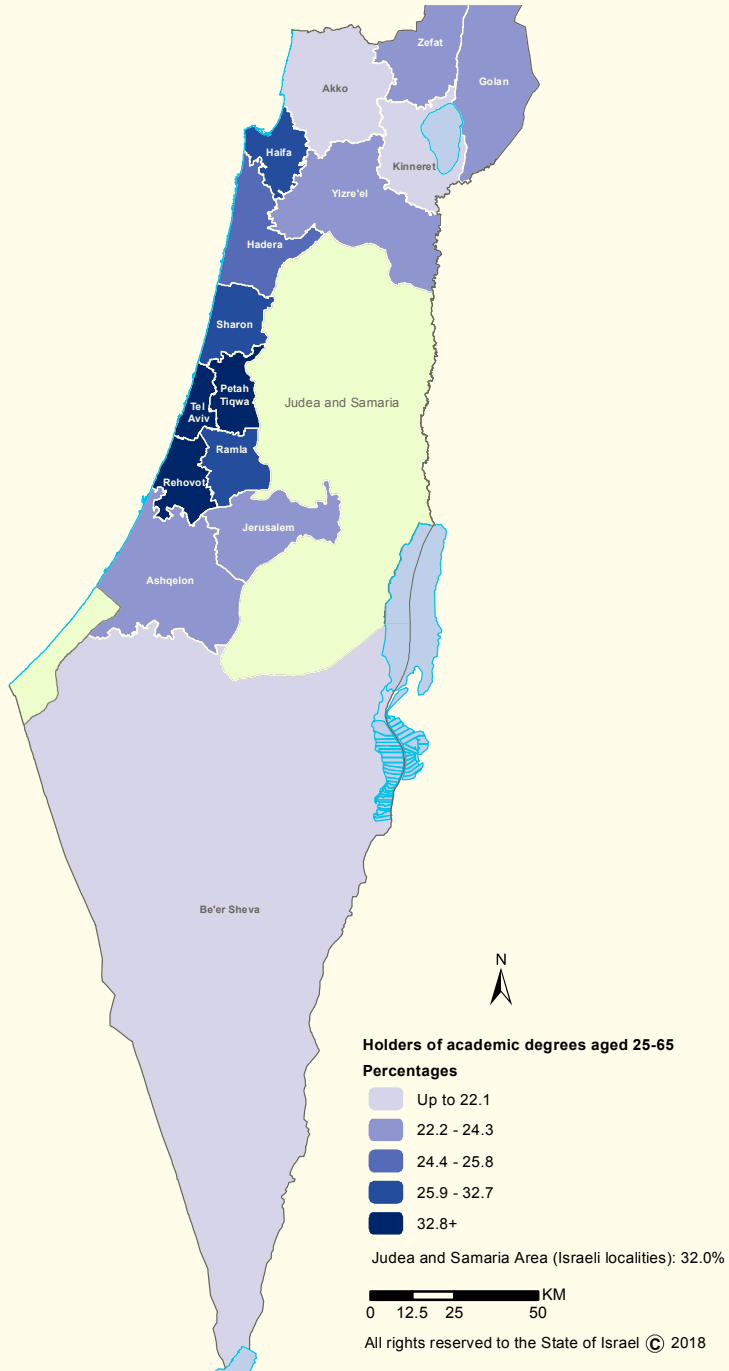 Zefat
Golan
Akko
Haifa
Kinneret
Yizre'el
Hadera
Sharon
Petah
Tiqwa
Tel
Aviv
Judea and Samaria
Ramla
Rehovot
Jerusalem
Ashqelon
Be'er Sheva
N
Holders of academic degrees aged 25-65
Percentages
Up to 22.1
22.2 - 24.3
24.4 - 25.8
25.9 - 32.7
32.8+
Judea and Samaria Area (Israeli localities): 32.0%
KM
0 12.5 25 50
All rights reserved to the State of Israel © 2018